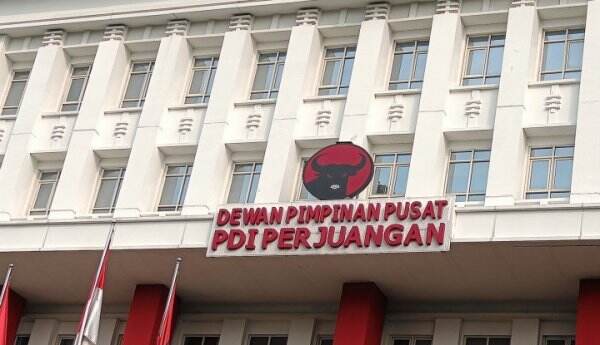 DEWAN PIMPINAN PUSAT
PDI PERJUANGAN